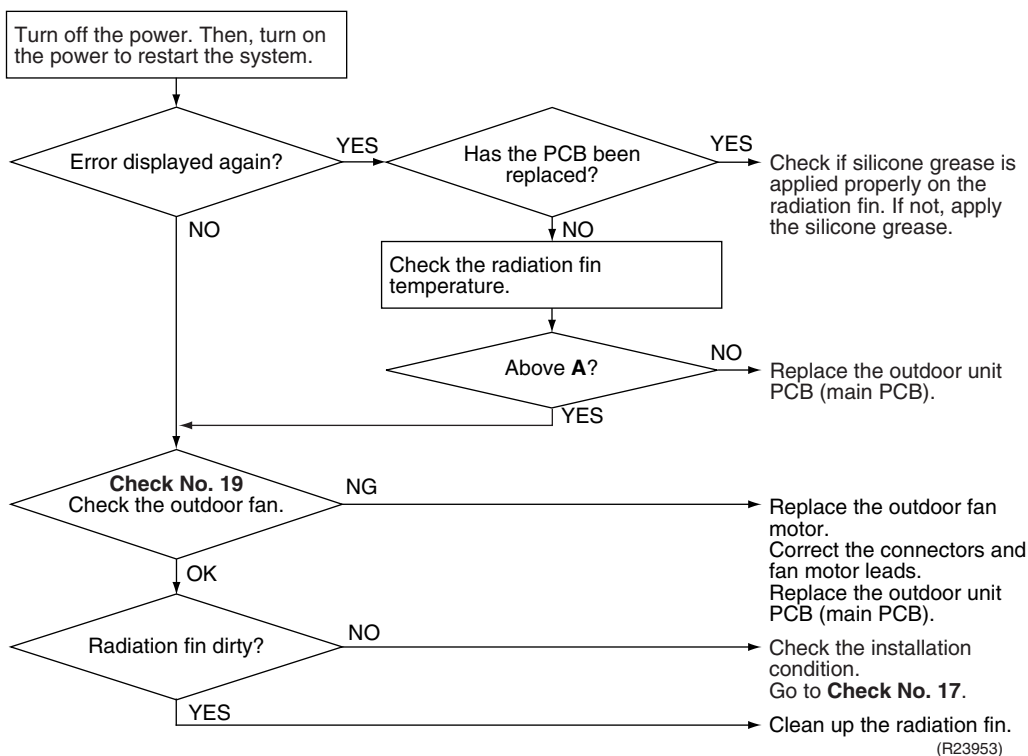 Turn off the power. Then, turn on
the power to restart the system.
Error displayed again?
YES
NO
Has the PCB been
replaced?
YES
Check if silicone grease is
applied properly on the
radiation fin. If not, apply
the silicone grease.
NO
Check the radiation fin
temperature.
Above A?
NO
Replace the outdoor unit
PCB (main PCB).
YES
Check No. 19
Check the outdoor fan.
NG
Replace the outdoor fan
motor.
Correct the connectors and
fan motor leads.
Replace the outdoor unit
PCB (main PCB).
OK
Radiation fin dirty?
NO
Check the installation
condition.
Go to Check No. 17.
YES
Clean up the radiation fin.
(R23953)